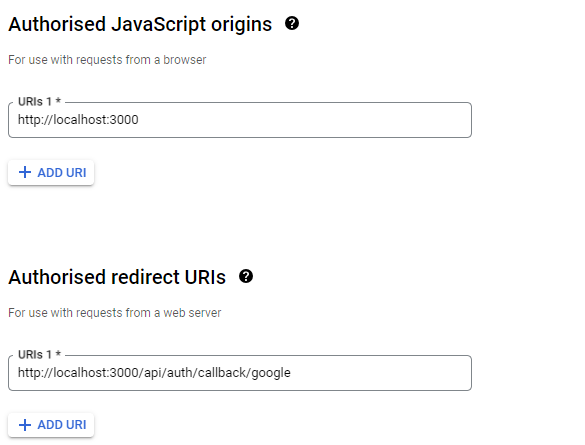 Authorised JavaScript origins
For use with requests from a browser
URIs 1 *
http://localhost:3000
+ ADD URI
Authorised redirect URIs
For use with requests from a web server
URIs 1 *
http://localhost:3000/api/auth/callback/google
+ ADD URI